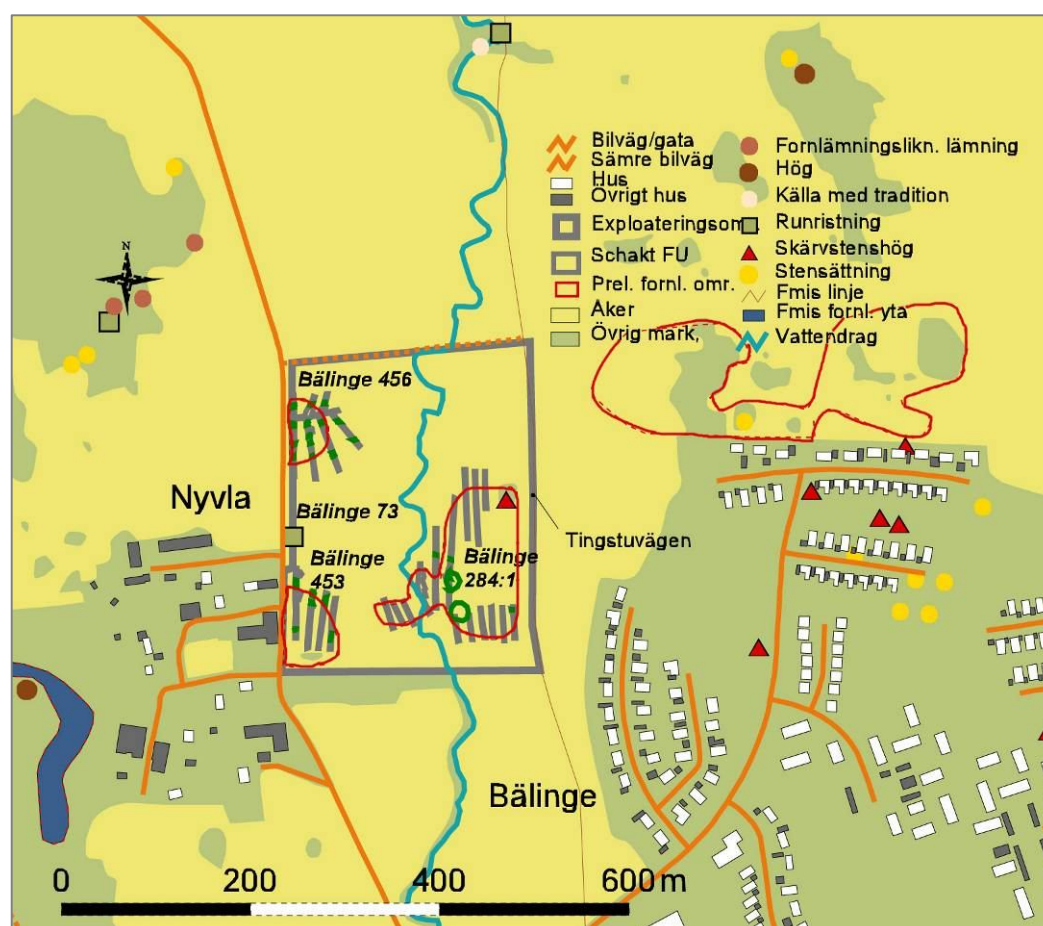 Bilväg/gata
Sämre bilväg
Hus
Övrigt hus
Exploateringsom.
Schakt FU
Prel. fornl. omr.
Åker
Övrig mark,
Fornlämningslikn. lämning
Hög
Källa med tradition
Runristning
Skärvstenshög
Stensättning
Fmis linje
Fmis fornl. yta
Vattendrag
N
Bälinge 456
Nyvla
Bälinge 73
Bälinge
453
Bälinge
284:1
Tingstuvägen
Bälinge
0 200 400 600 m